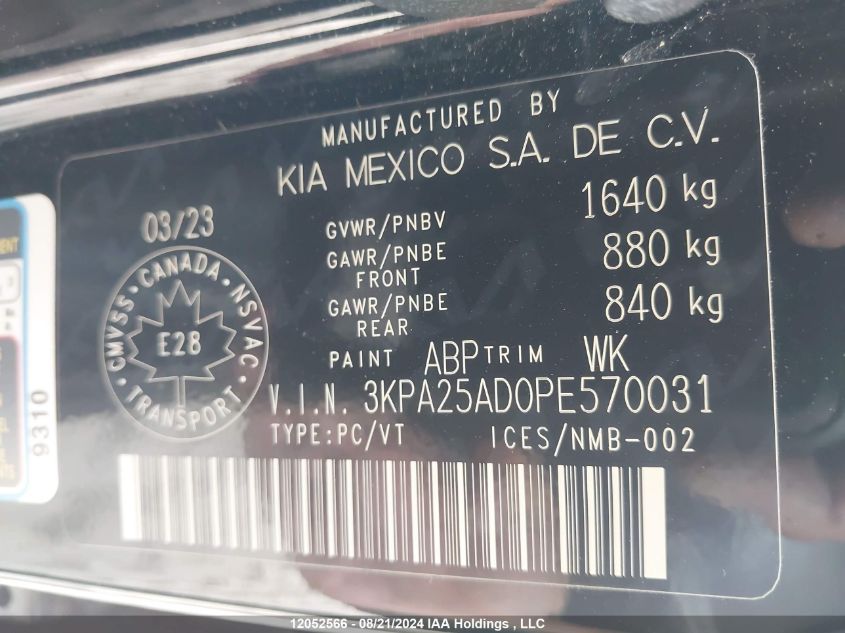 MANUFACTURED BY
KIA MEXICO S.A. DE C.V.
03/23
GVWR/PNBV 1640 kg
GAWR/PNBE FRONT 880 kg
GAWR/PNBE REAR 840 kg
CMVSS · CANADA · NSVAC · TRANSPORT
E28
PAINT ABP TRIM WK
V.I.N. 3KPA25AD0PE570031
TYPE:PC/VT ICES/NMB-002
9310
12052566 - 08/21/2024 IAA Holdings, LLC